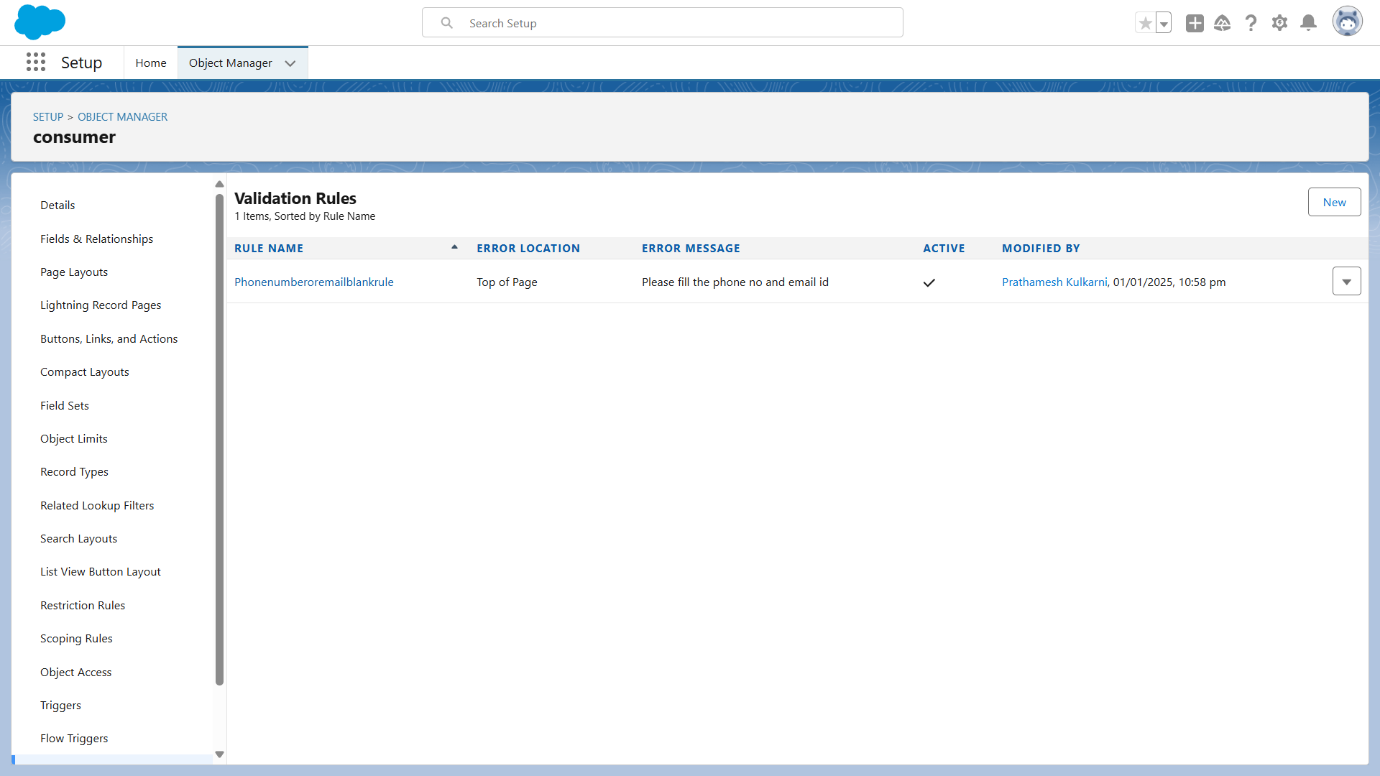 Search Setup
Setup
Home
Object Manager
SETUP > OBJECT MANAGER
consumer
Details
Fields & Relationships
Page Layouts
Lightning Record Pages
Buttons, Links, and Actions
Compact Layouts
Field Sets
Object Limits
Record Types
Related Lookup Filters
Search Layouts
List View Button Layout
Restriction Rules
Scoping Rules
Object Access
Triggers
Flow Triggers
Validation Rules
1 Items, Sorted by Rule Name
New
RULE NAME ERROR LOCATION ERROR MESSAGE ACTIVE MODIFIED BY
Phonenumberoremailblankrule Top of Page Please fill the phone no and email id Prathamesh Kulkarni, 01/01/2025, 10:58 pm